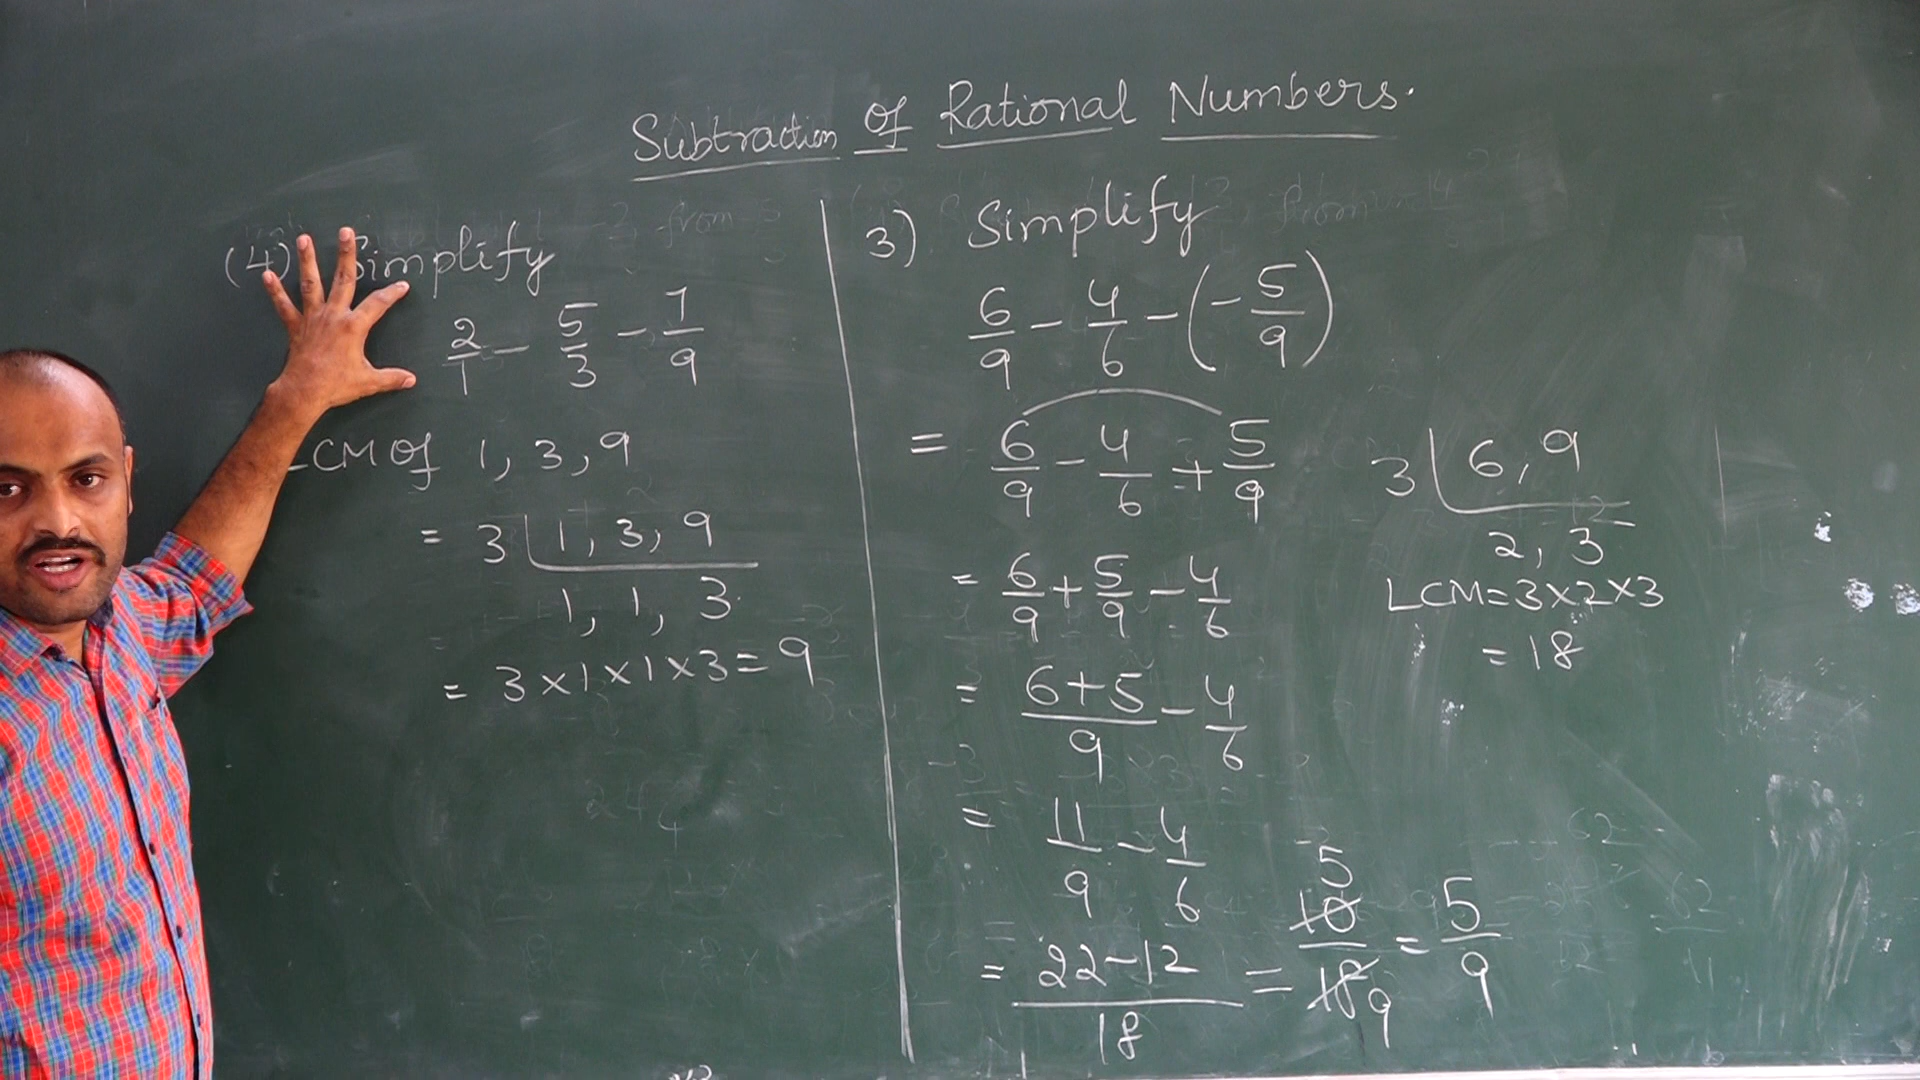 Subtraction of Rational Numbers.
(4) Simplify
2/1 - 5/3 - 7/9
LCM of 1, 3, 9
= 3 | 1, 3, 9
1, 1, 3
= 3 × 1 × 1 × 3 = 9
3) Simplify
6/9 - 4/6 - (-5/9)
= 6/9 - 4/6 + 5/9
= 6/9 + 5/9 - 4/6
= 6+5/9 - 4/6
= 11/9 - 4/6
= 22-12/18 = 10/18 5 9 = 5/9
3 | 6, 9
2, 3
LCM = 3 × 2 × 3
= 18